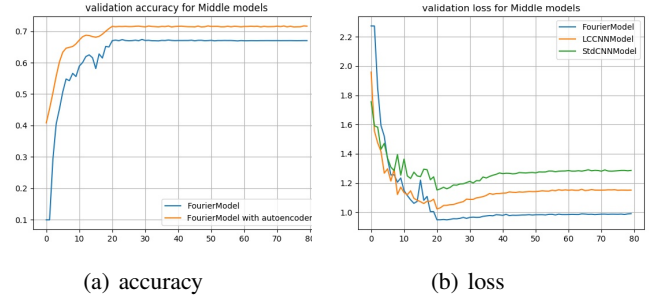 validation accuracy for Middle models
0.7
0.6
0.5
0.4
0.3
0.2
0.1
0 10 20 30 40 50 60 70 80
FourierModel
FourierModel with autoencoder
(a) accuracy
validation loss for Middle models
2.2
2.0
1.8
1.6
1.4
1.2
1.0
0 10 20 30 40 50 60 70 80
FourierModel
LCCNNModel
StdCNNModel
(b) loss